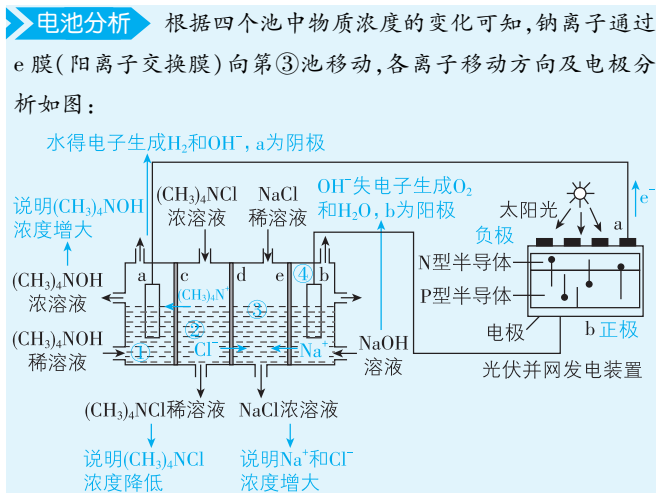 电池分析 根据四个池中物质浓度的变化可知,钠离子通过
e膜(阳离子交换膜)向第③池移动,各离子移动方向及电极分
析如图:
水得电子生成H₂和OH⁻, a为阴极
说明(CH₃)₄NOH
浓度增大
(CH₃)₄NCl
浓溶液
NaCl
稀溶液
OH⁻失电子生成O₂
和H₂O, b为阳极
太阳光
e⁻
负极
a
N型半导体
P型半导体
电极
b 正极
光伏并网发电装置
(CH₃)₄NOH
浓溶液
(CH₃)₄NOH
稀溶液
a c d e ④ b
(CH₃)₄N⁺
③
②
① Cl⁻ Na⁺
NaOH
溶液
(CH₃)₄NCl稀溶液 NaCl浓溶液
说明(CH₃)₄NCl
浓度降低
说明Na⁺和Cl⁻
浓度增大